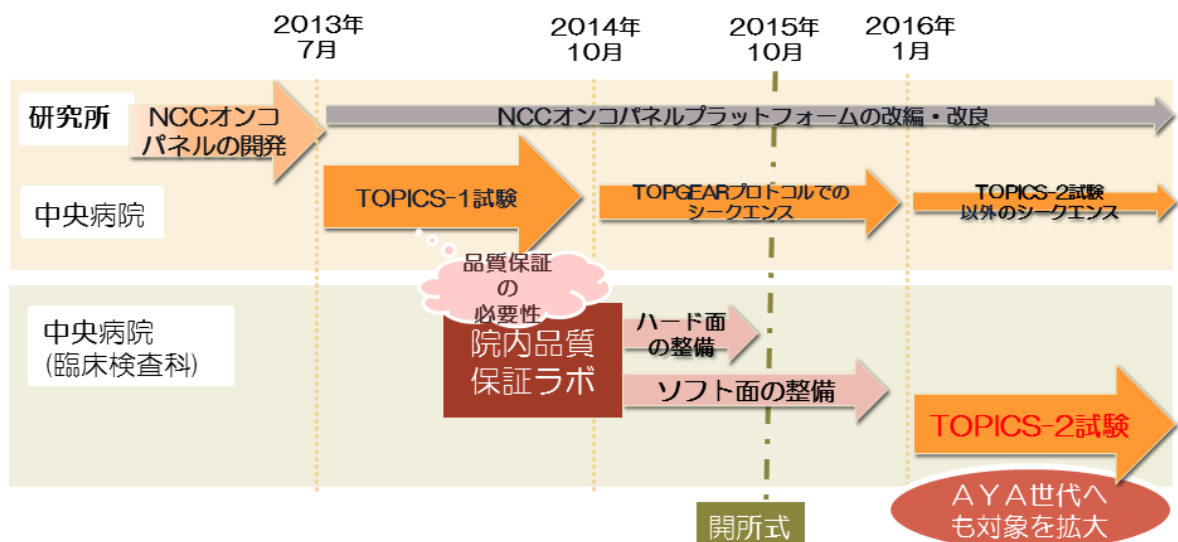 2013年
7月
2014年
10月
2015年
10月
2016年
1月
研究所
NCCオンコ
パネルの開発
NCCオンコパネルプラットフォームの改編・改良
中央病院
TOPICS-1試験
TOPGEARプロトコルでの
シークエンス
TOPICS-2試験
以外のシークエンス
品質保証
の
必要性
中央病院
(臨床検査科)
院内品質
保証ラボ
ハード面
の整備
ソフト面の整備
TOPICS-2試験
開所式
AYA世代へ
も対象を拡大